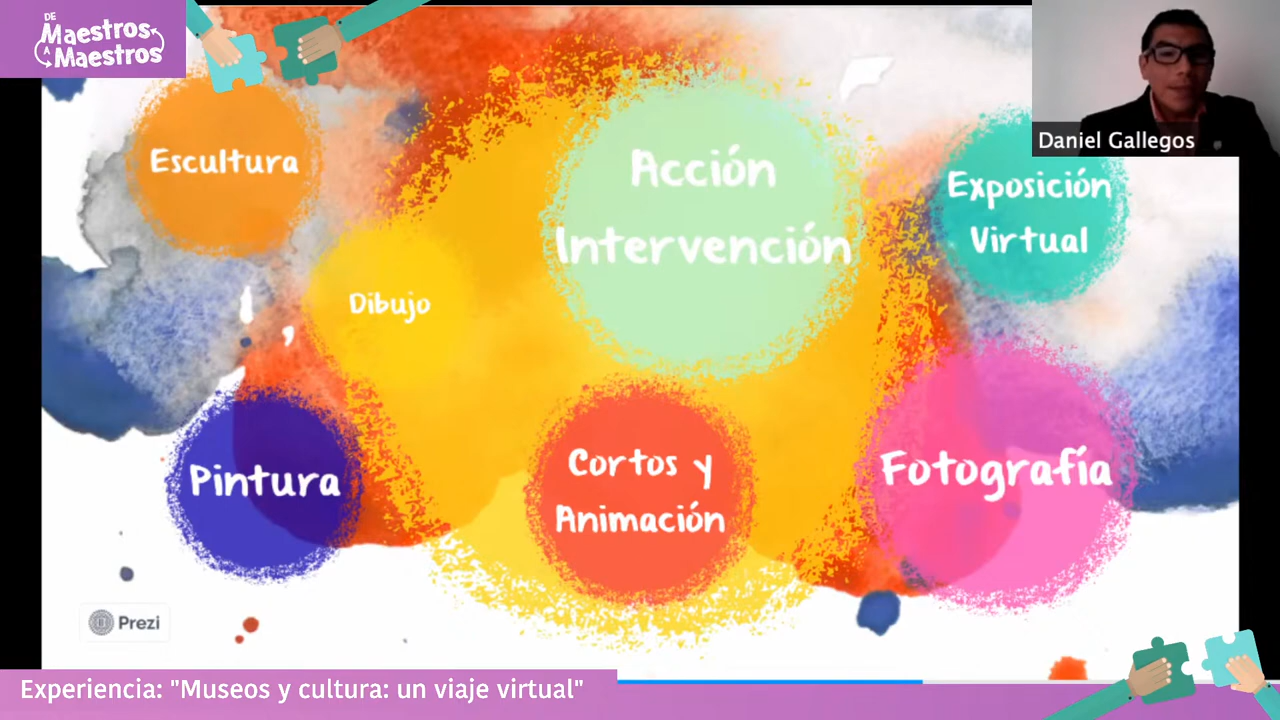 DE
Maestros
A
Maestros
Daniel Gallegos
Escultura
Acción
Intervención
Exposición
Virtual
Dibujo
Pintura
Cortos y
Animación
Fotografía
Prezi
Experiencia: "Museos y cultura: un viaje virtual"